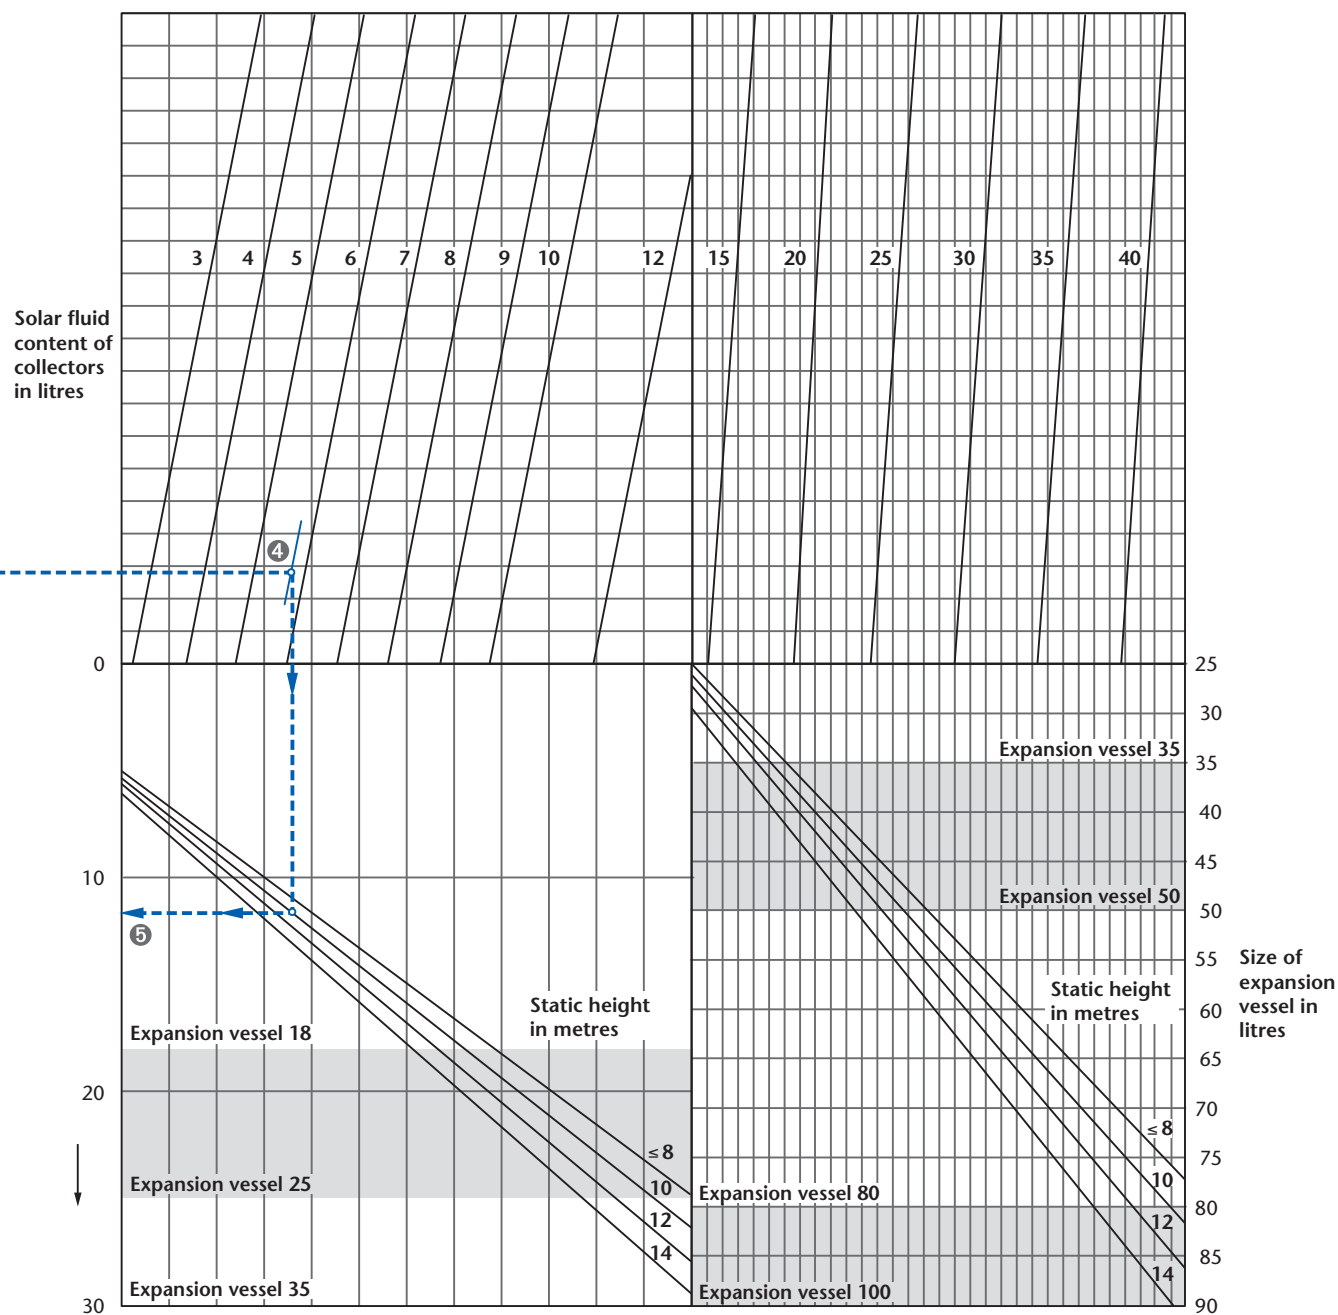 3 4 5 6 7 8 9 10 12 15 20 25 30 35 40
Solar fluid
content of
collectors
in litres
4
0
25
30
Expansion vessel 35
35
40
10
45
Expansion vessel 50
50
5
55
Size of
expansion
vessel in
litres
Static height
in metres
Static height
in metres
60
Expansion vessel 18
65
20
70
≤ 8
≤ 8
75
Expansion vessel 25
10
10
Expansion vessel 80
80
12
12
85
14
14
Expansion vessel 35
Expansion vessel 100
30
90